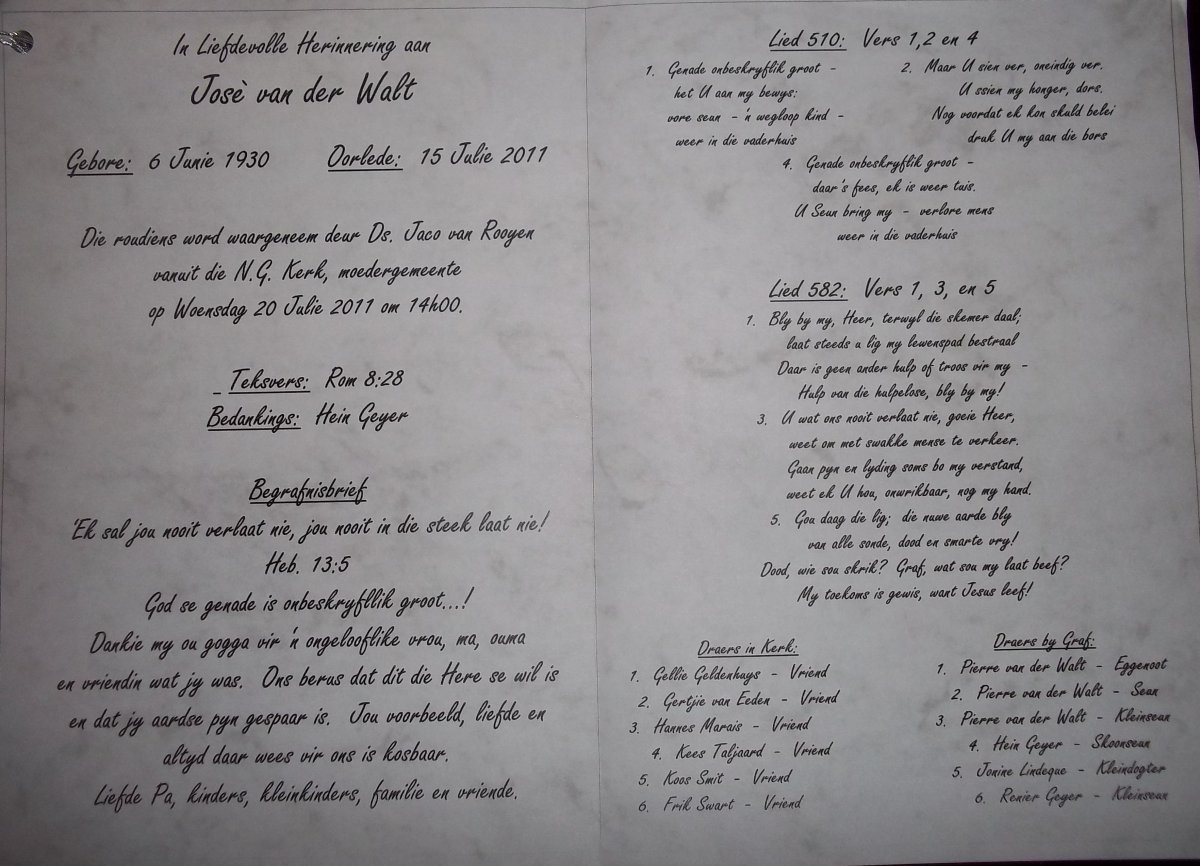 In Liefdevolle Herinnering aan
Josè van der Walt
Gebore: 6 Junie 1930 Oorlede: 15 Julie 2011
Die roudiens word waargeneem deur Ds. Jaco van Rooyen
vanuit die N.G. Kerk, moedergemeente
op Woensdag 20 Julie 2011 om 14h00.
Teksvers: Rom 8:28
Bedankings: Hein Geyer
Begrafnisbrief
'Ek sal jou nooit verlaat nie, jou nooit in die steek laat nie!
Heb. 13:5
God se genade is onbeskryfllik groot...!
Dankie my ou gogga vir 'n ongelooflike vrou, ma, ouma
en vriendin wat jy was. Ons berus dat dit die Here se wil is
en dat jy aardse pyn gespaar is. Jou voorbeeld, liefde en
altyd daar wees vir ons is kosbaar.
Liefde Pa, kinders, kleinkinders, familie en vriende.
Lied 510: Vers 1,2 en 4
1. Genade onbeskryflik groot -
het U aan my bewys:
vore seun - 'n wegloop kind -
weer in die vaderhuis
2. Maar U sien ver, oneindig ver.
U ssien my honger, dors.
Nog voordat ek kon skuld belei
druk U my aan die bors
4. Genade onbeskryflik groot -
daar's fees, ek is weer tuis.
U Seun bring my - verlore mens
weer in die vaderhuis
Lied 582: Vers 1, 3, en 5
1. Bly by my, Heer, terwyl die skemer daal;
laat steeds u lig my lewenspad bestraal
Daar is geen ander hulp of troos vir my -
Hulp van die hulpelose, bly by my!
3. U wat ons nooit verlaat nie, goeie Heer,
weet om met swakke mense te verkeer.
Gaan pyn en lyding soms bo my verstand,
weet ek U hou, onwrikbaar, nog my hand.
5. Gou daag die lig; die nuwe aarde bly
van alle sonde, dood en smarte vry!
Dood, wie sou skrik? Graf, wat sou my laat beef?
My toekoms is gewis, want Jesus leef!
Draers in Kerk:
1. Gellie Geldenhuys - Vriend
2. Gertjie van Eeden - Vriend
3. Hannes Marais - Vriend
4. Kees Taljaard - Vriend
5. Koos Smit - Vriend
6. Frik Swart - Vriend
Draers by Graf:
1. Pierre van der Walt - Eggenoot
2. Pierre van der Walt - Seun
3. Pierre van der Walt - Kleinseun
4. Hein Geyer - Skoonseun
5. Jonine Lindeque - Kleindogter
6. Renier Geyer - Kleinseun